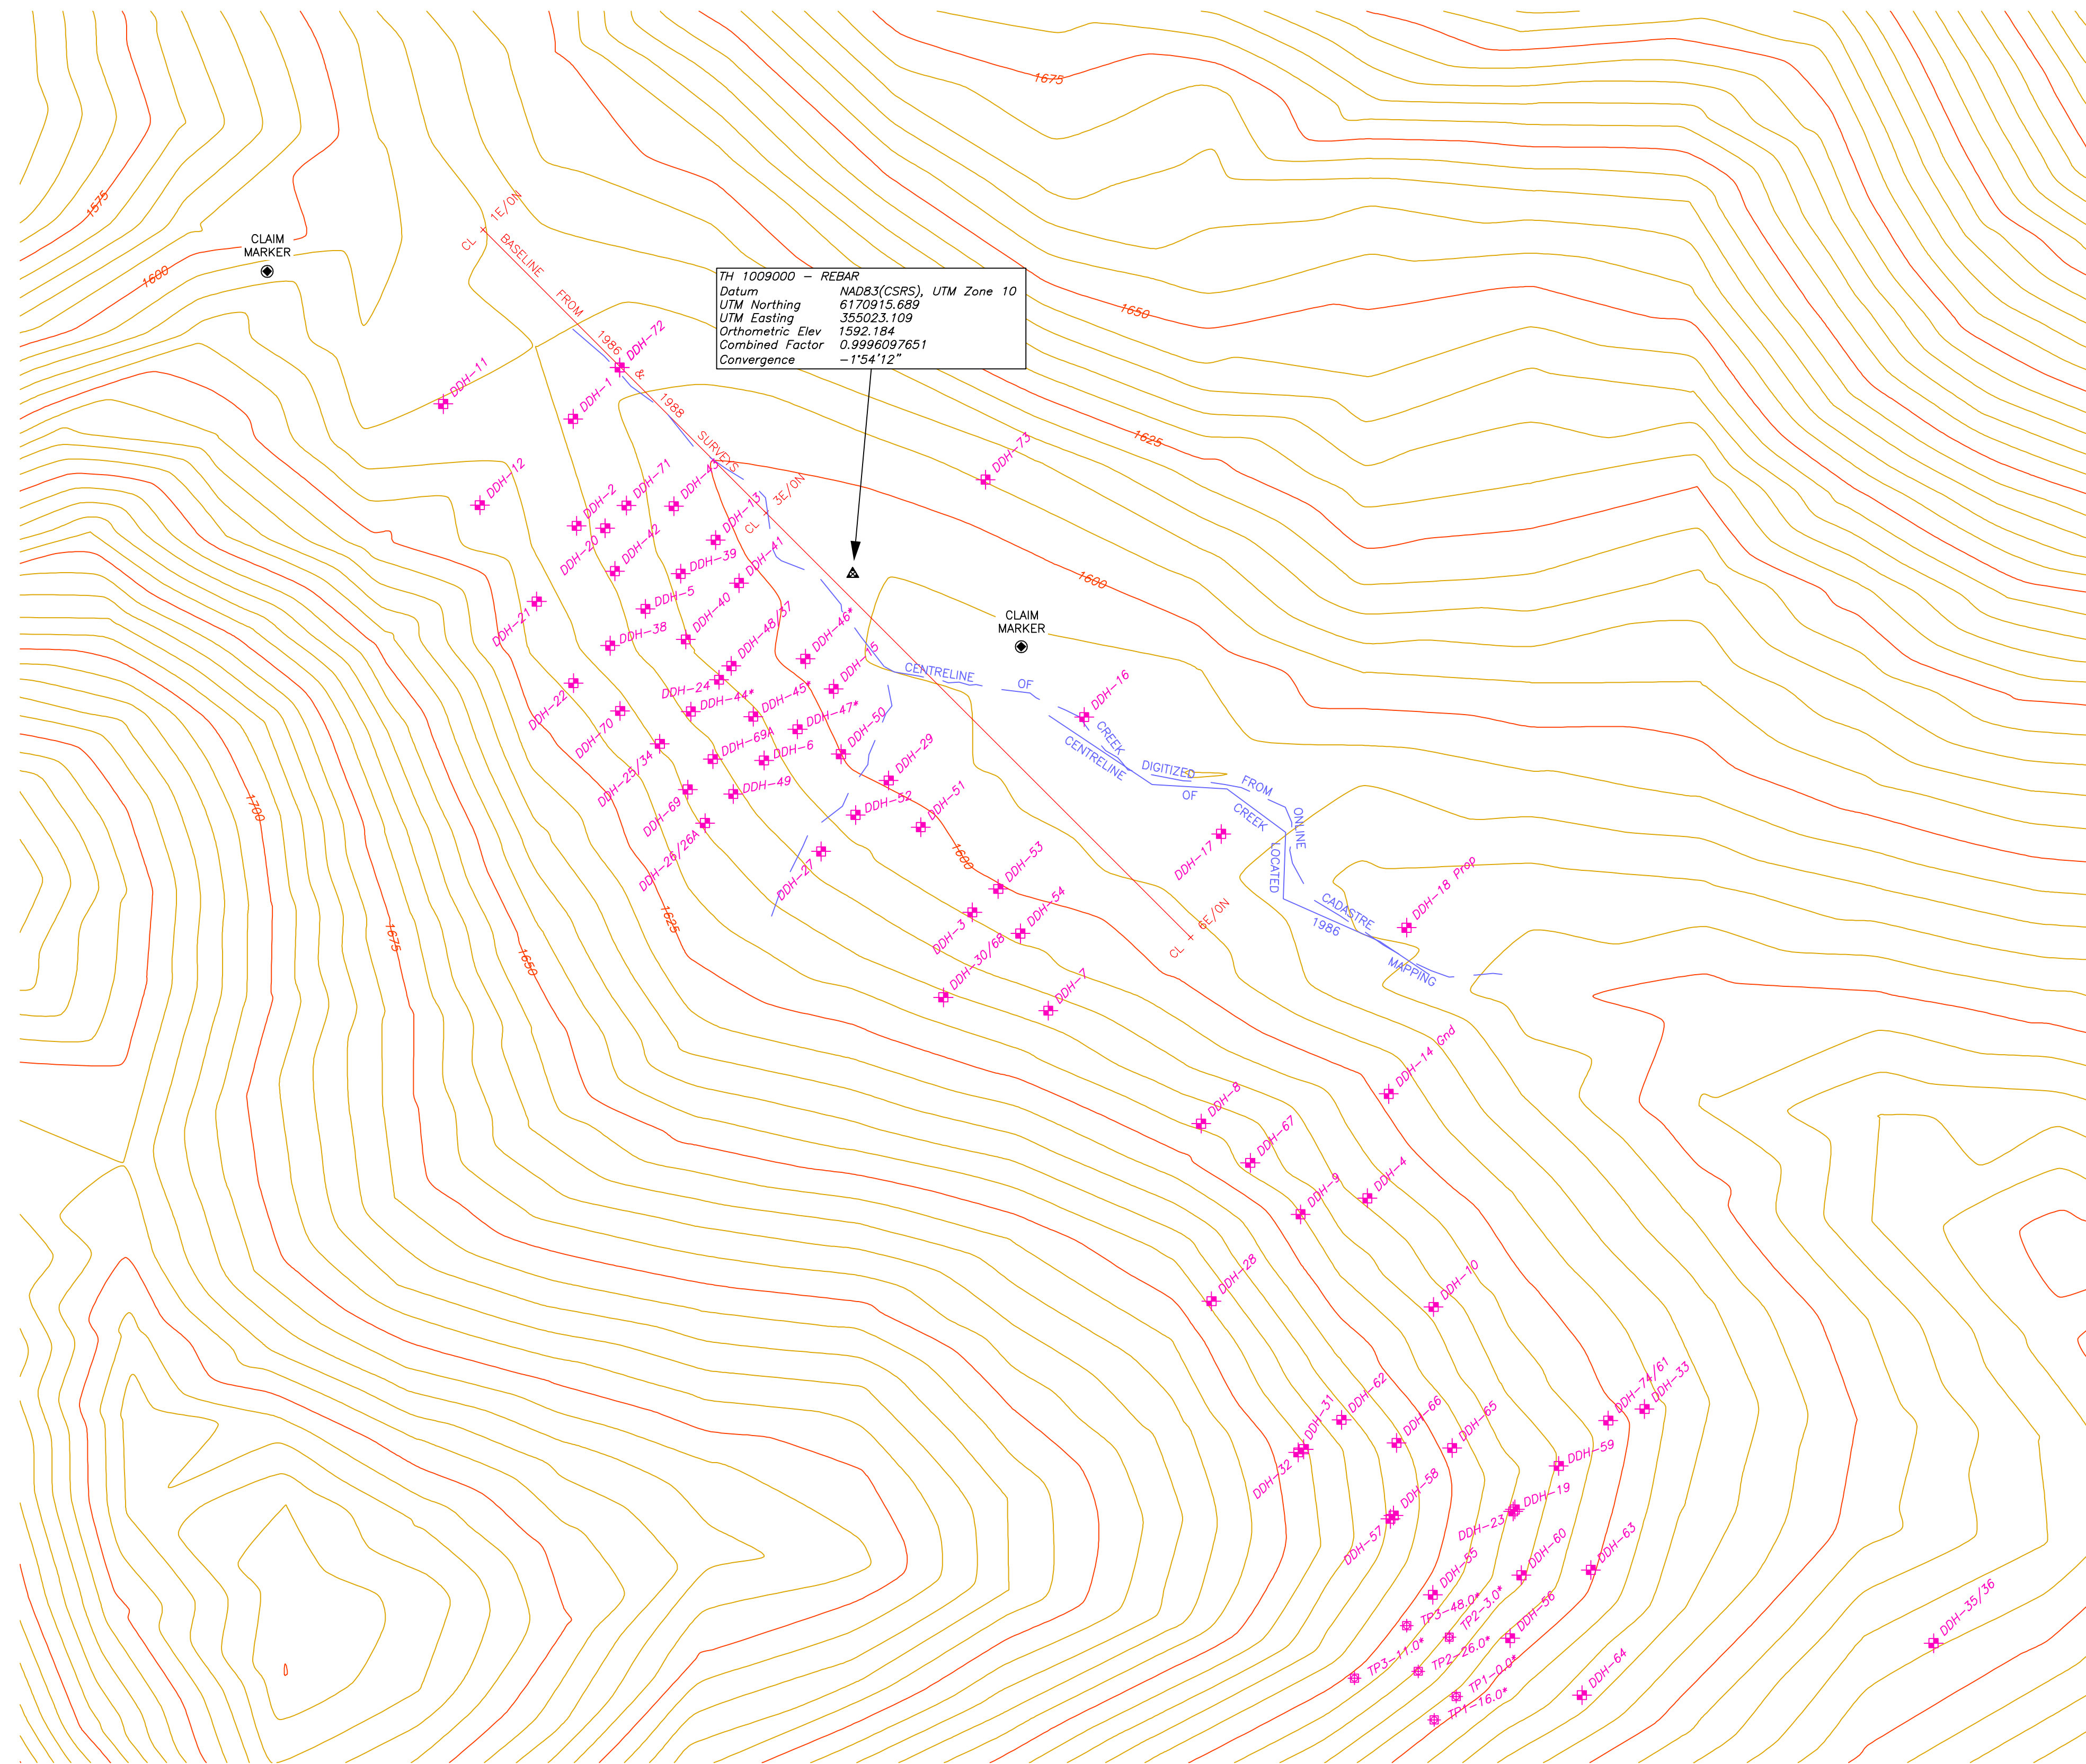 1675
1575
CL 1E/0N
BASELINE FROM 1986 & 1988 SURVEYS
CLAIM
MARKER
1600
TH 1009000 - REBAR
Datum NAD83(CSRS), UTM Zone 10
UTM Northing 6170915.689
UTM Easting 355023.109
Orthometric Elev 1592.184
Combined Factor 0.9996097651
Convergence -1°54'12"
1650
DDH-72
DDH-11
DDH-1
1625
DDH-73
DDH-12
DDH-2
DDH-71
DDH-43
DDH-13
CL 3E/0N
DDH-20
DDH-42
DDH-39
DDH-41
1600
DDH-21
DDH-5
DDH-38
DDH-40
DDH-48/37
DDH-46*
CLAIM
MARKER
DDH-15
CENTRELINE OF CREEK DIGITIZED FROM ONLINE CADASTRE MAPPING
DDH-16
DDH-22
DDH-24
DDH-44*
DDH-45*
DDH-47*
DDH-70
DDH-50
CENTRELINE OF CREEK LOCATED 1986
DDH-25/34
DDH-69A
DDH-6
DDH-29
DDH-69
DDH-49
DDH-52
DDH-51
1700
DDH-26/26A
DDH-27
1600
DDH-17
DDH-53
DDH-18 Prop
1625
1675
1650
DDH-3
DDH-54
CL 6E/0N
DDH-30/68
DDH-7
DDH-14 Gnd
DDH-8
DDH-67
DDH-4
DDH-9
DDH-28
DDH-10
DDH-74/61
DDH-33
DDH-62
DDH-31
DDH-66
DDH-65
DDH-32
DDH-59
DDH-58
DDH-19
DDH-57
DDH-23
DDH-63
DDH-60
DDH-55
TP3-48.0*
TP2-3.0*
DDH-56
DDH-35/36
TP3-11.0*
TP2-26.0*
TP1-0.0*
DDH-64
TP1-16.0*